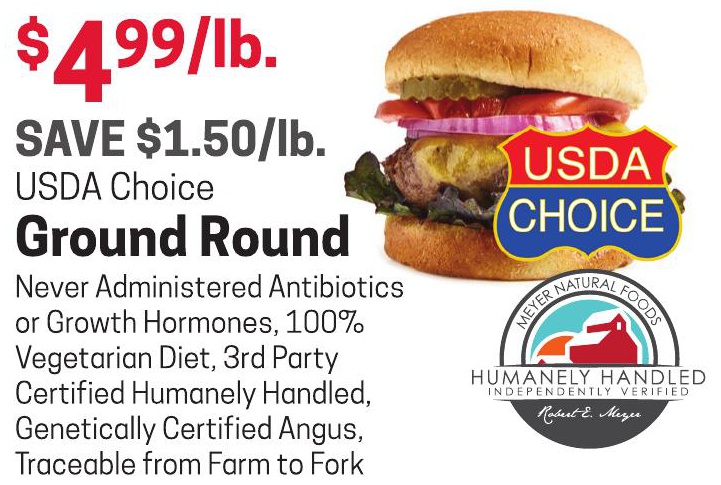 $4.99/lb.
SAVE $1.50/lb.
USDA Choice
Ground Round
Never Administered Antibiotics
or Growth Hormones, 100%
Vegetarian Diet, 3rd Party
Certified Humanely Handled,
Genetically Certified Angus,
Traceable from Farm to Fork
USDA
CHOICE
MEYER NATURAL FOODS
HUMANELY HANDLED
INDEPENDENTLY VERIFIED
Robert E. Meyer